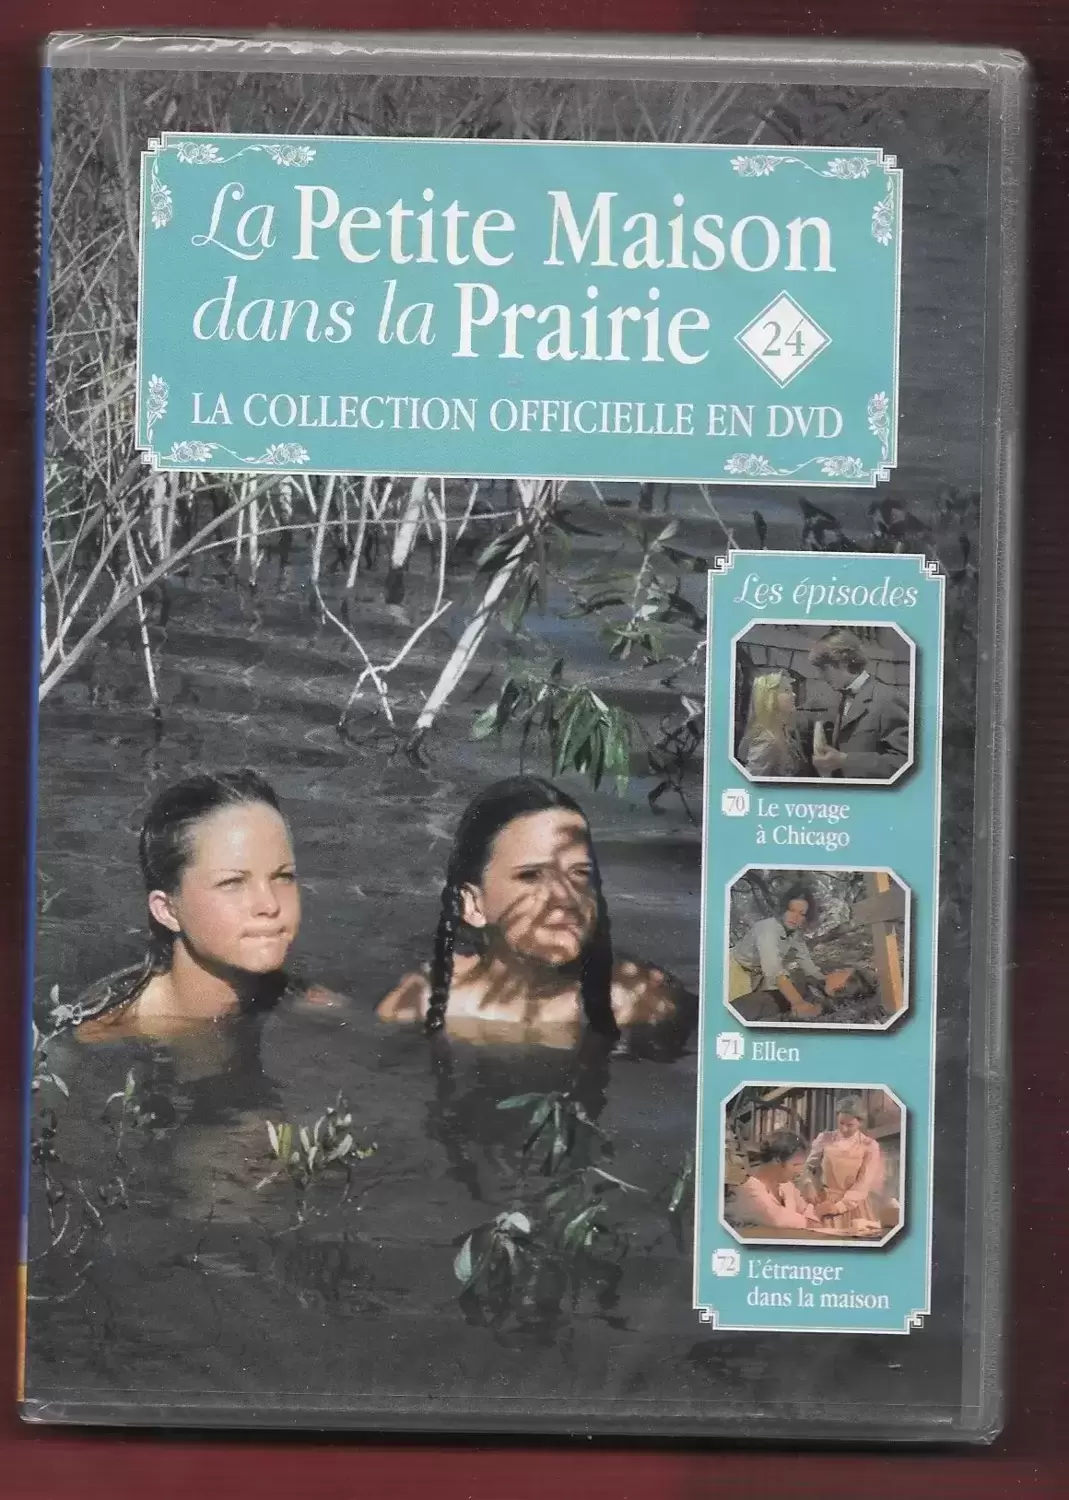 La Petite Maison
dans la Prairie 24
LA COLLECTION OFFICIELLE EN DVD
Les épisodes
70 Le voyage
à Chicago
71 Ellen
72 L'étranger
dans la maison